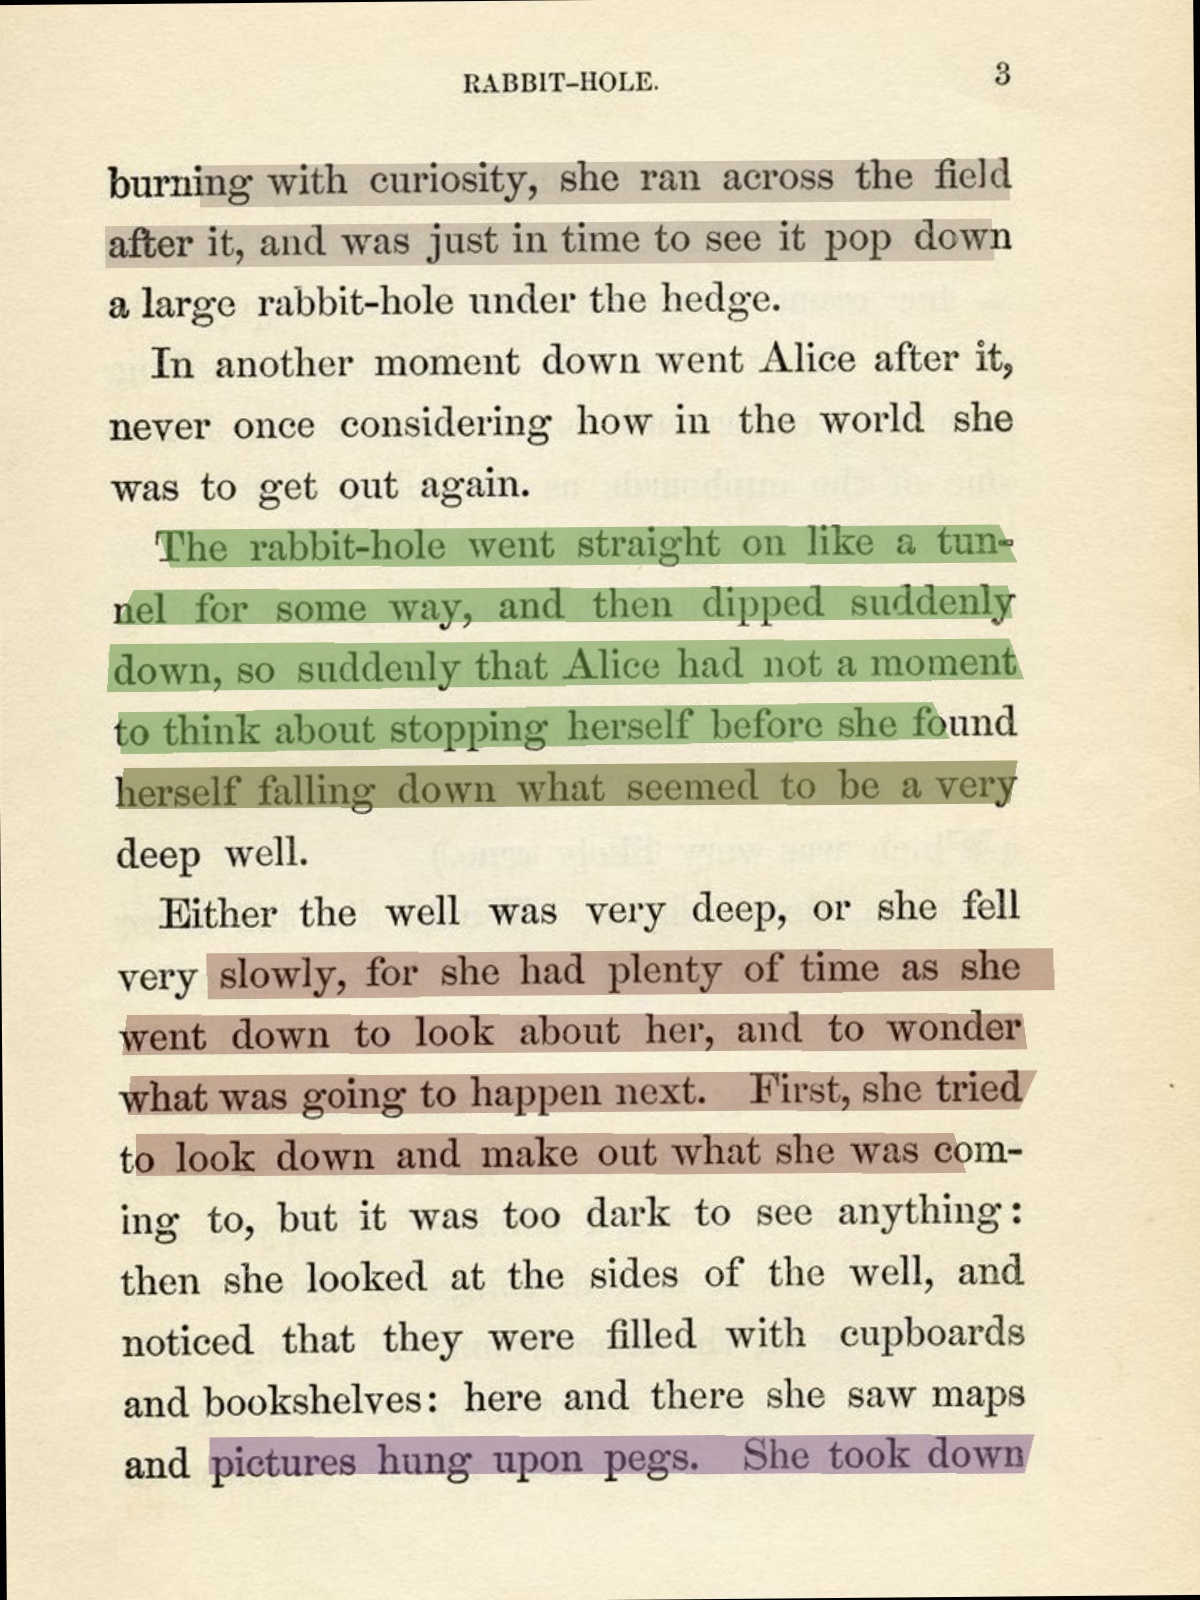 RABBIT-HOLE. 3
burning with curiosity, she ran across the field
after it, and was just in time to see it pop down
a large rabbit-hole under the hedge.
In another moment down went Alice after it,
never once considering how in the world she
was to get out again.
The rabbit-hole went straight on like a tun-
nel for some way, and then dipped suddenly
down, so suddenly that Alice had not a moment
to think about stopping herself before she found
herself falling down what seemed to be a very
deep well.
Either the well was very deep, or she fell
very slowly, for she had plenty of time as she
went down to look about her, and to wonder
what was going to happen next. First, she tried
to look down and make out what she was com-
ing to, but it was too dark to see anything:
then she looked at the sides of the well, and
noticed that they were filled with cupboards
and bookshelves: here and there she saw maps
and pictures hung upon pegs. She took down